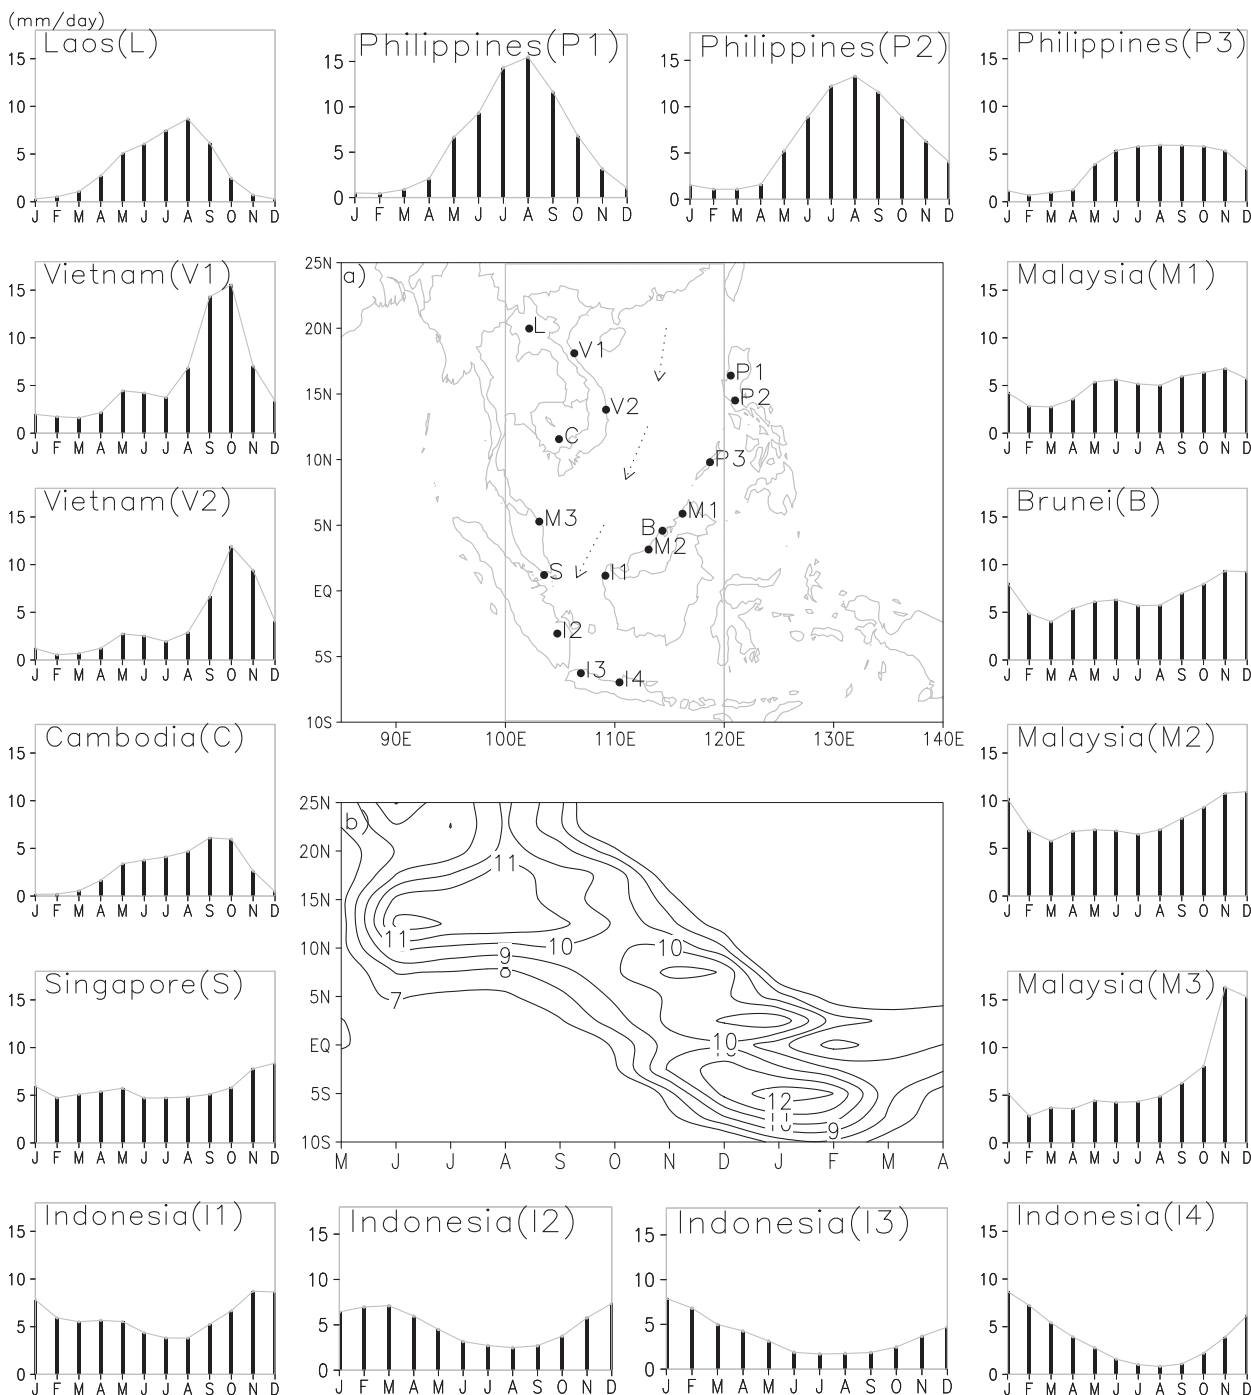 (mm/day)
Laos(L)
15
10
5
0
J F M A M J J A S O N D
Philippines(P1)
15
10
5
0
J F M A M J J A S O N D
Philippines(P2)
15
10
5
0
J F M A M J J A S O N D
Philippines(P3)
15
10
5
0
J F M A M J J A S O N D
Vietnam(V1)
15
10
5
0
J F M A M J J A S O N D
a)
25N
20N
15N
10N
5N
EQ
5S
10S
90E 100E 110E 120E 130E 140E
L
V1
P1
P2
V2
C
P3
M3
M1
B
M2
S
I1
I2
I3
I4
Malaysia(M1)
15
10
5
0
J F M A M J J A S O N D
Vietnam(V2)
15
10
5
0
J F M A M J J A S O N D
Brunei(B)
15
10
5
0
J F M A M J J A S O N D
Cambodia(C)
15
10
5
0
J F M A M J J A S O N D
b)
25N
20N
15N
10N
5N
EQ
5S
10S
M J J A S O N D J F M A
11
11
10
10
9
8
7
10
10
12
11
10
9
Malaysia(M2)
15
10
5
0
J F M A M J J A S O N D
Singapore(S)
15
10
5
0
J F M A M J J A S O N D
Malaysia(M3)
15
10
5
0
J F M A M J J A S O N D
Indonesia(I1)
15
10
5
0
J F M A M J J A S O N D
Indonesia(I2)
15
10
5
0
J F M A M J J A S O N D
Indonesia(I3)
15
10
5
0
J F M A M J J A S O N D
Indonesia(I4)
15
10
5
0
J F M A M J J A S O N D